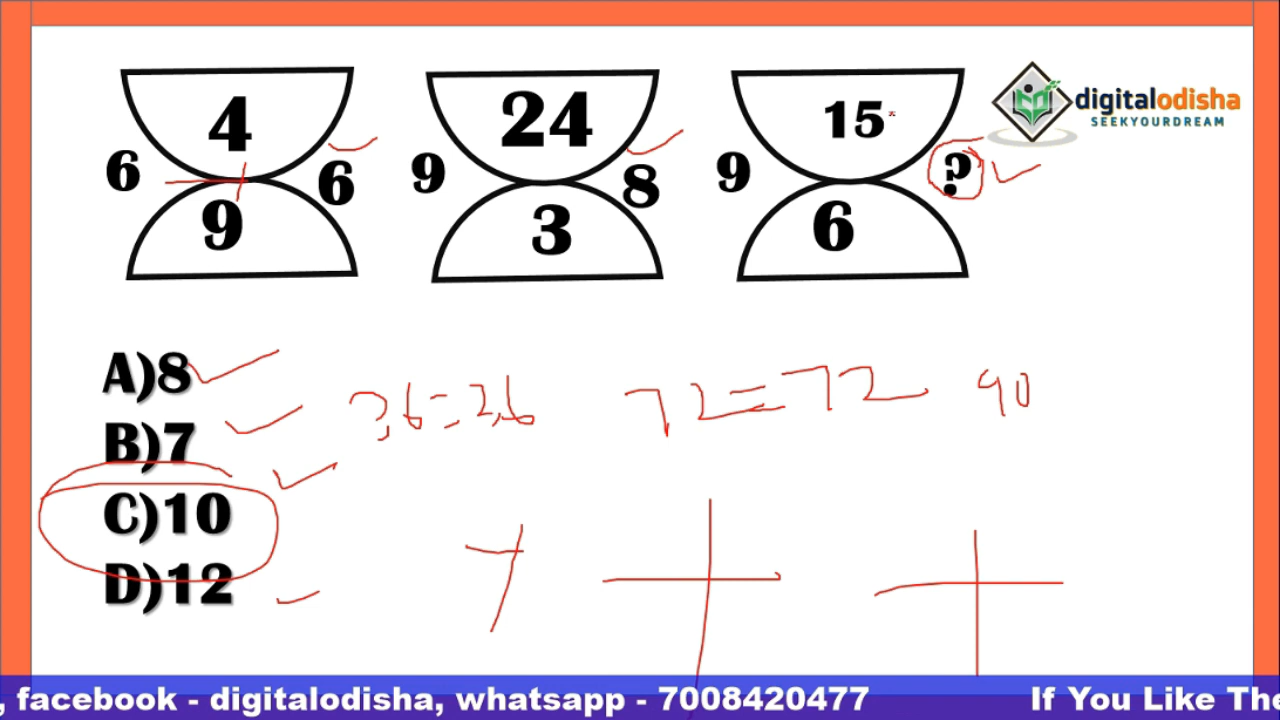 4 24 15
6 6 9 8 9 ?
9 3 6
digitalodisha
SEEKYOURDREAM
A)8
B)7
C)10
D)12
36=36 72=72 90
, facebook - digitalodisha, whatsapp - 7008420477 If You Like The